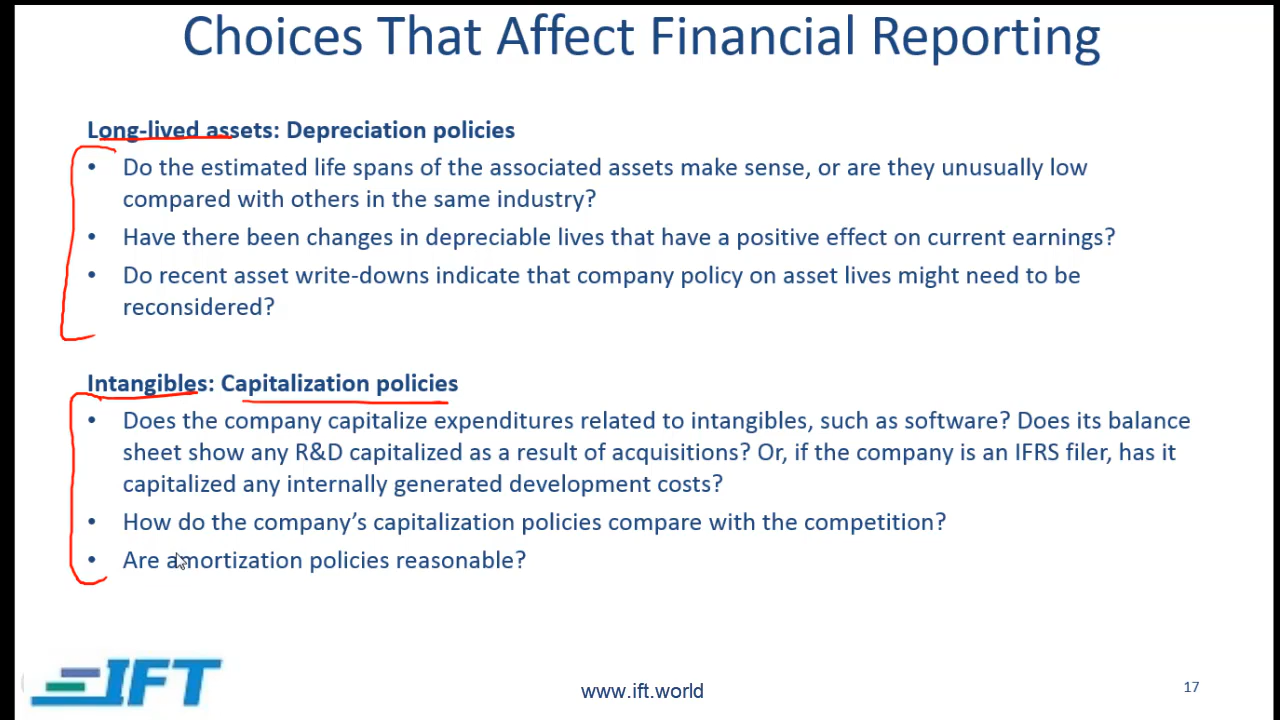 Choices That Affect Financial Reporting
Long-lived assets: Depreciation policies
• Do the estimated life spans of the associated assets make sense, or are they unusually low
compared with others in the same industry?
• Have there been changes in depreciable lives that have a positive effect on current earnings?
• Do recent asset write-downs indicate that company policy on asset lives might need to be
reconsidered?
Intangibles: Capitalization policies
• Does the company capitalize expenditures related to intangibles, such as software? Does its balance
sheet show any R&D capitalized as a result of acquisitions? Or, if the company is an IFRS filer, has it
capitalized any internally generated development costs?
• How do the company’s capitalization policies compare with the competition?
• Are amortization policies reasonable?
IFT
www.ift.world
17